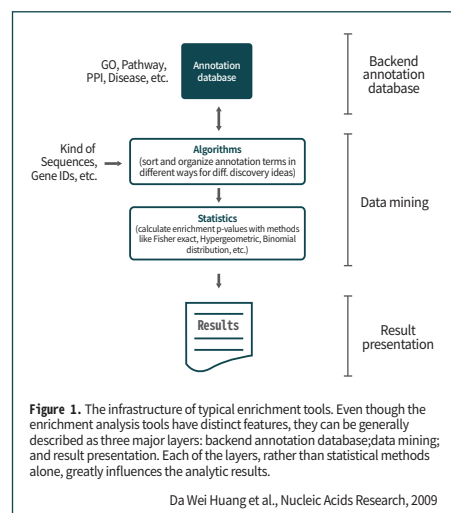 GO, Pathway,
PPI, Disease, etc.
Annotation
database
Backend
annotation
database
Kind of
Sequences,
Gene IDs, etc.
Algorithms
(sort and organize annotation terms in
different ways for diff. discovery ideas)
Statistics
(calculate enrichment p-values with methods
like Fisher exact, Hypergeometric, Binomial
distribution, etc.)
Data mining
Results
Result
presentation
Figure 1. The infrastructure of typical enrichment tools. Even though the
enrichment analysis tools have distinct features, they can be generally
described as three major layers: backend annotation database;data mining;
and result presentation. Each of the layers, rather than statistical methods
alone, greatly influences the analytic results.
Da Wei Huang et al., Nucleic Acids Research, 2009